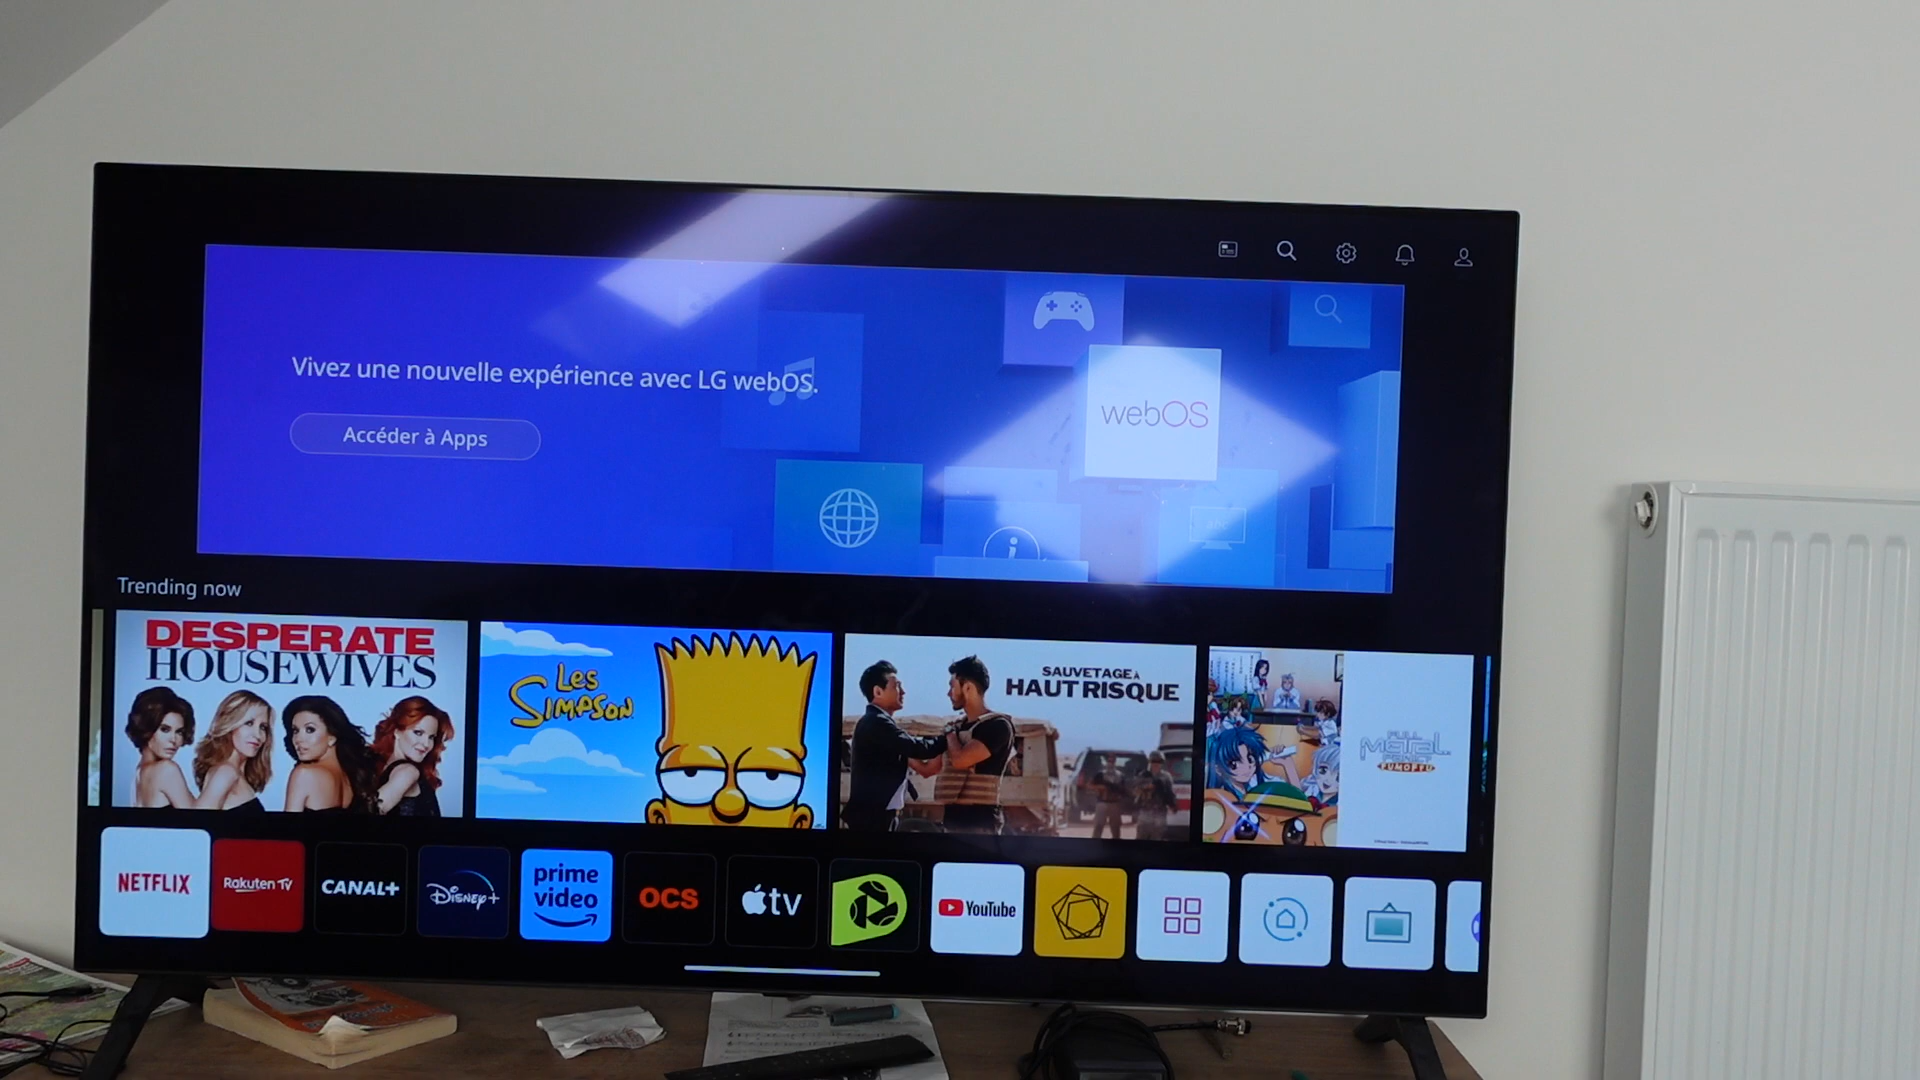 Vivez une nouvelle expérience avec LG webOS.
Accéder à Apps
webOS
Trending now
DESPERATE
HOUSEWIVES
Les
SIMPSON
SAUVETAGE À
HAUT RISQUE
FULL
METAL
FUMOFFU
NETFLIX
Rakuten TV
CANAL+
Disney+
prime
video
OCS
tv
YouTube